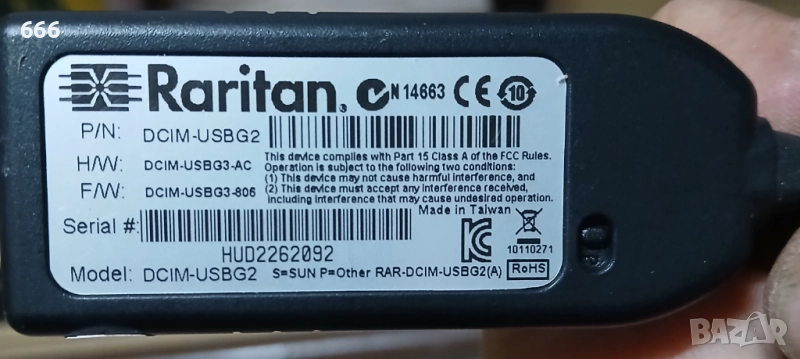 666
Raritan. N14663 CE 10
P/N: DCIM-USBG2
H/W: DCIM-USBG3-AC
F/W: DCIM-USBG3-806
This device complies with Part 15 Class A of the FCC Rules.
Operation is subject to the following two conditions:
(1) This device may not cause harmful interference, and
(2) This device must accept any interference received,
including interference that may cause undesired operation.
Made in Taiwan
Serial #:
HUD2262092
10110271
Model: DCIM-USBG2 S=SUN P=Other RAR-DCIM-USBG2(A) RoHS
BAZAR